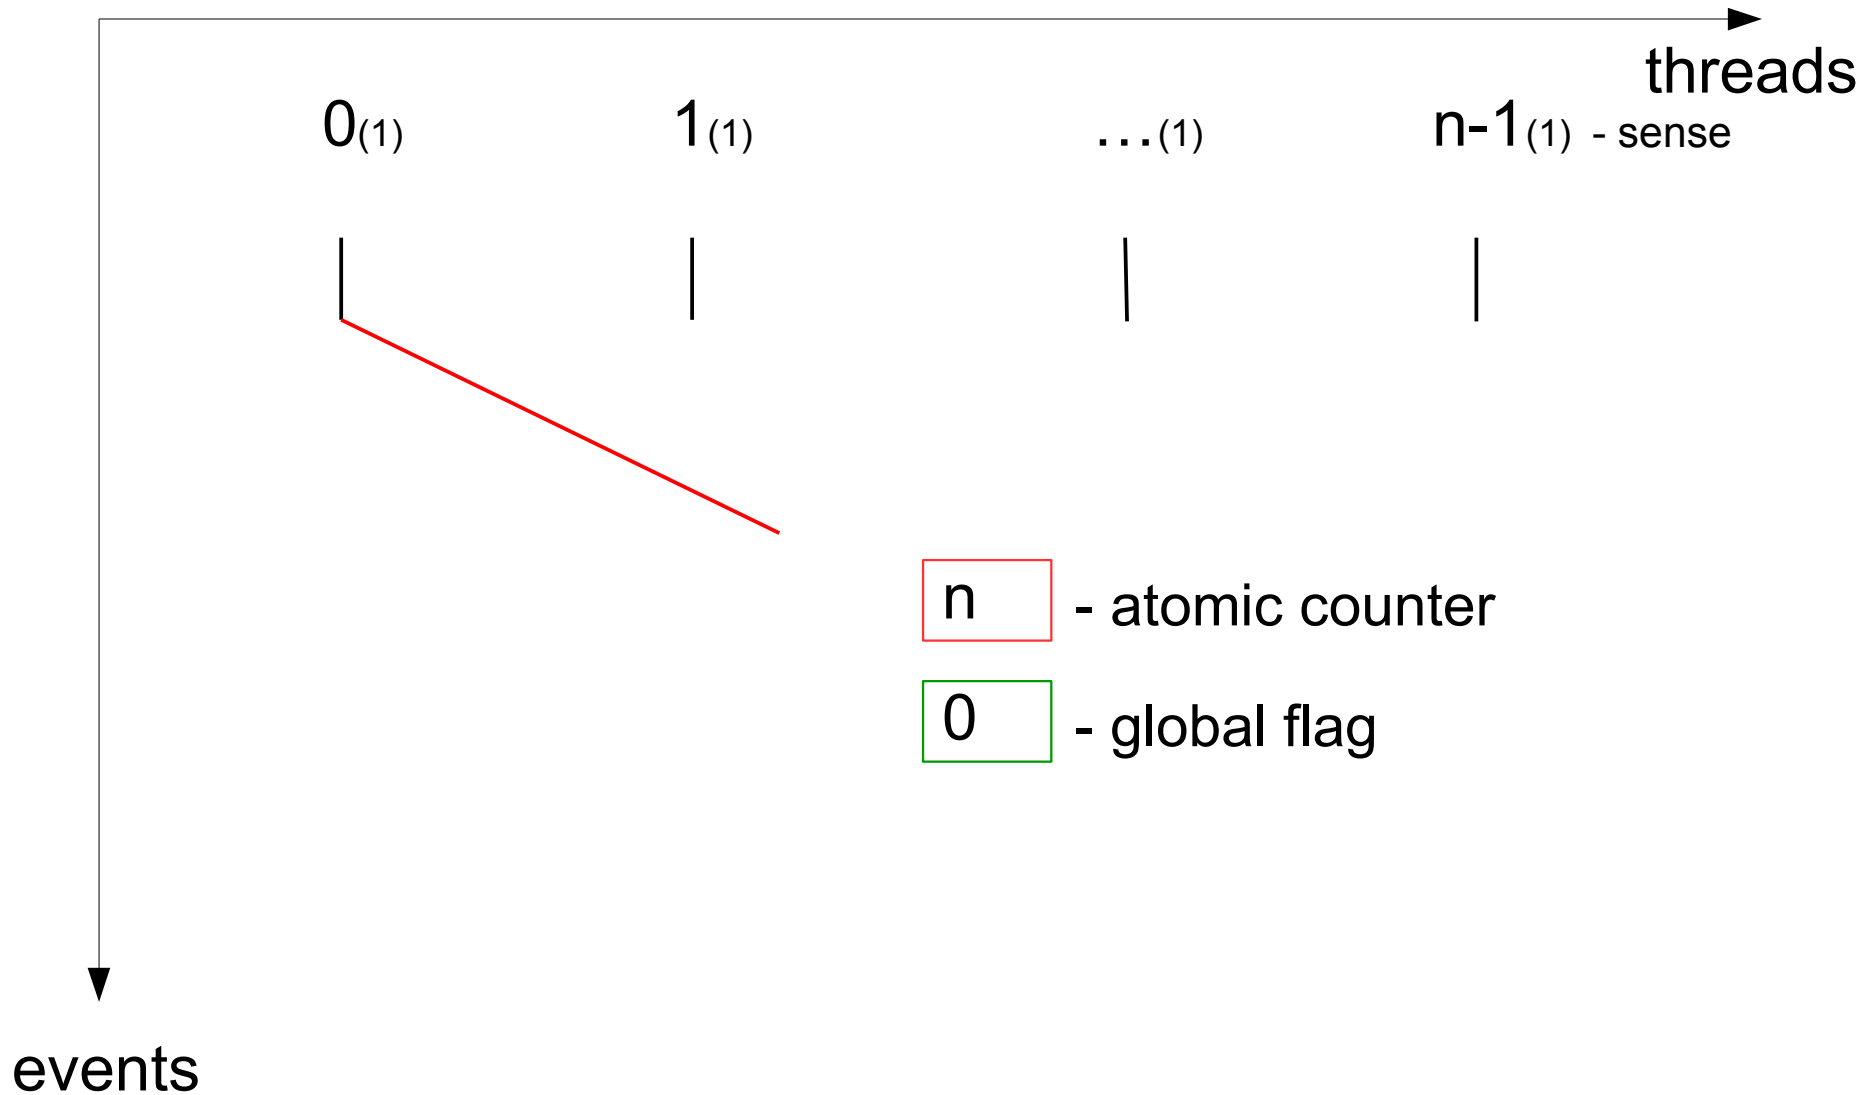 threads
0(1) 1(1) …(1) n-1(1) - sense
n - atomic counter
0 - global flag
events